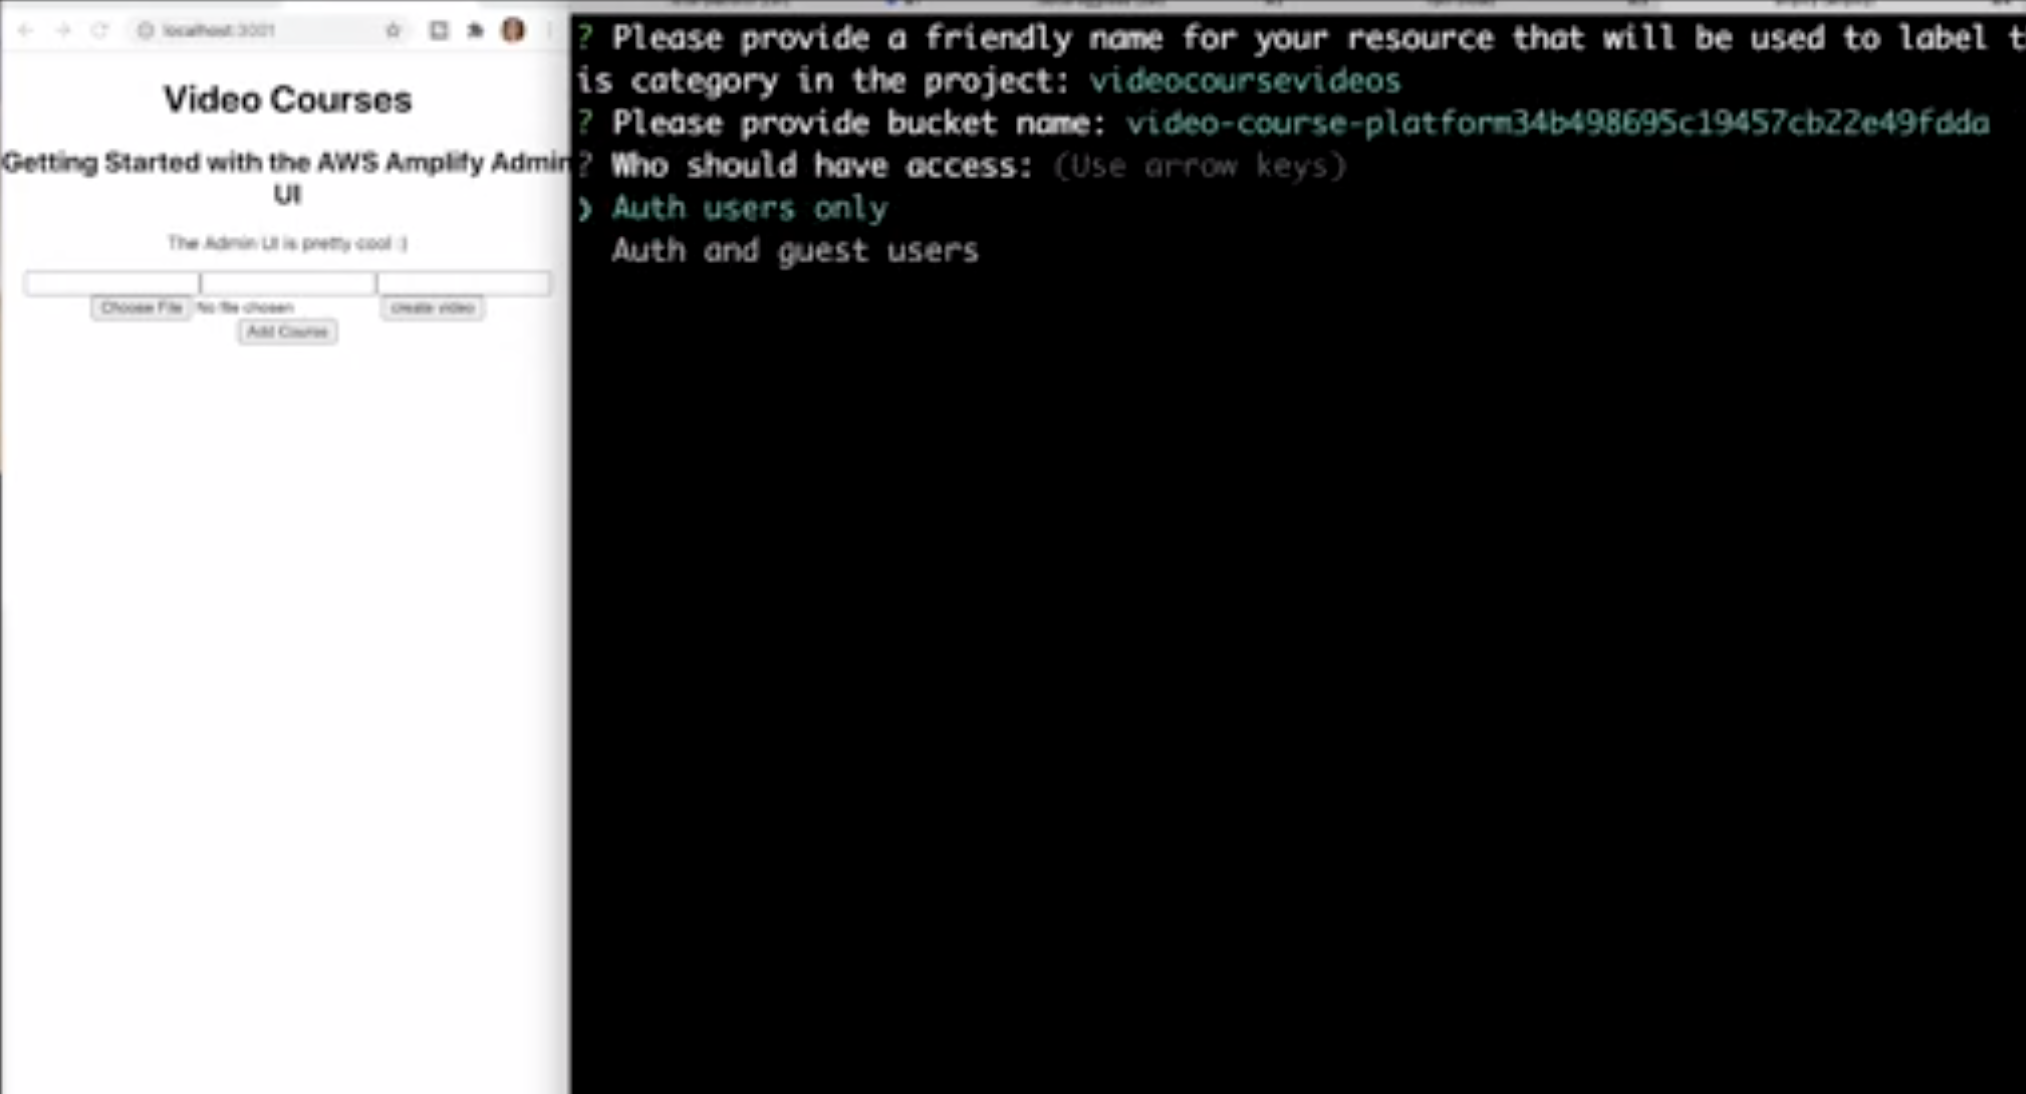 localhost:3001
Video Courses
Getting Started with the AWS Amplify Admin
UI
The Admin UI is pretty cool :)
Choose File No file chosen create video
Add Course
? Please provide a friendly name for your resource that will be used to label t
is category in the project: videocoursevideos
? Please provide bucket name: video-course-platform34b498695c19457cb22e49fdda
? Who should have access: (Use arrow keys)
❯ Auth users only
Auth and guest users